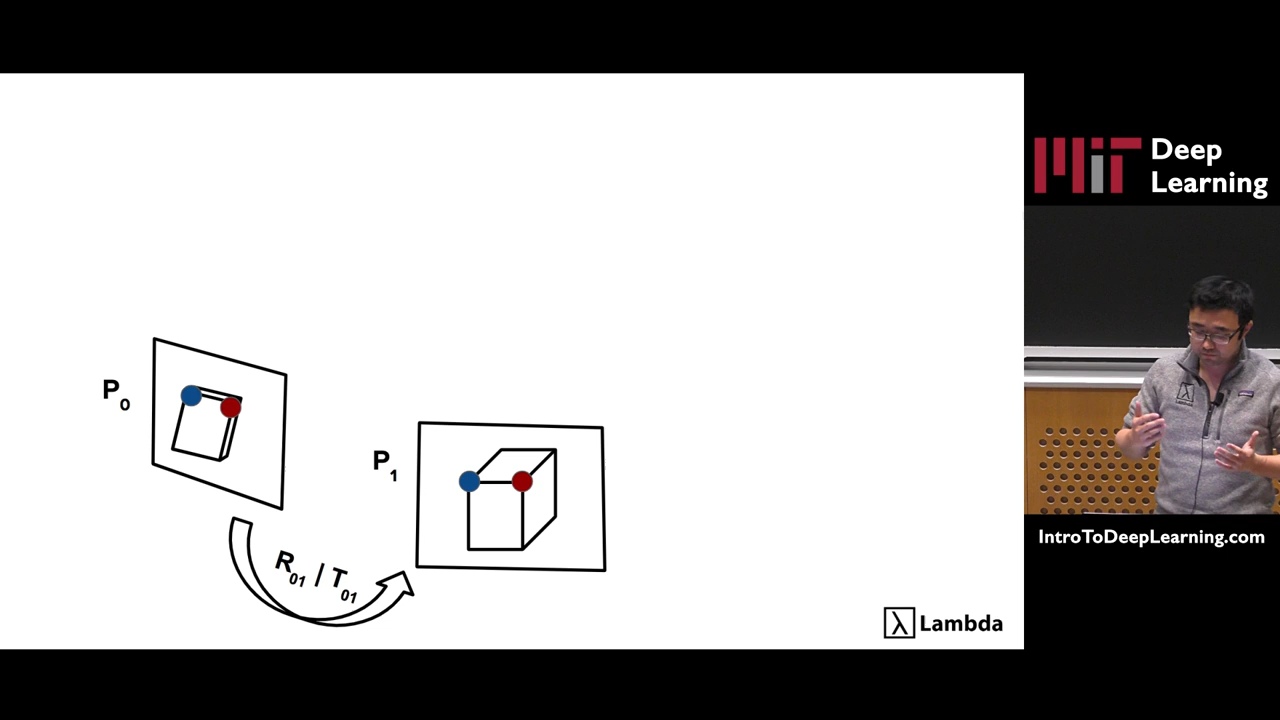 P0
P1
R01 / T01
λ Lambda
MIT Deep
Learning
IntroToDeepLearning.com